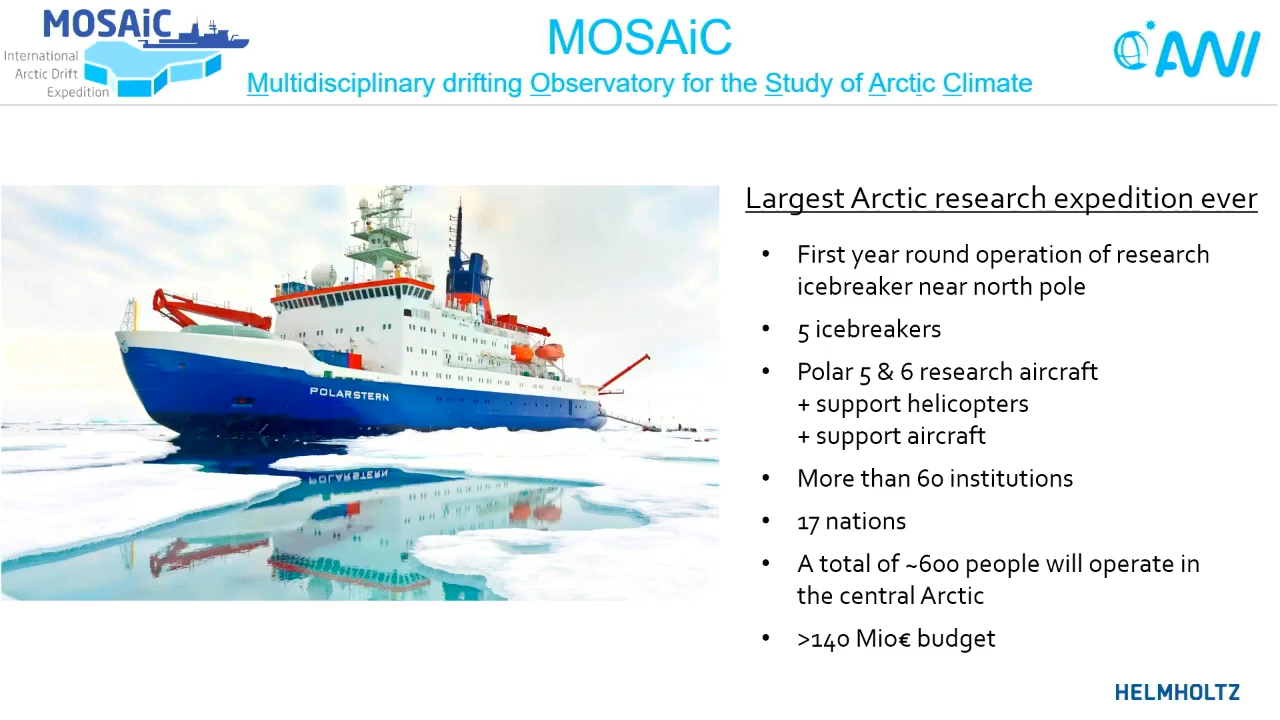 MOSAiC
International
Arctic Drift
Expedition
MOSAiC
Multidisciplinary drifting Observatory for the Study of Arctic Climate
AWI
POLARSTERN
POLARSTERN
Largest Arctic research expedition ever
• First year round operation of research
icebreaker near north pole
• 5 icebreakers
• Polar 5 & 6 research aircraft
+ support helicopters
+ support aircraft
• More than 60 institutions
• 17 nations
• A total of ~600 people will operate in
the central Arctic
• >140 Mio€ budget
HELMHOLTZ